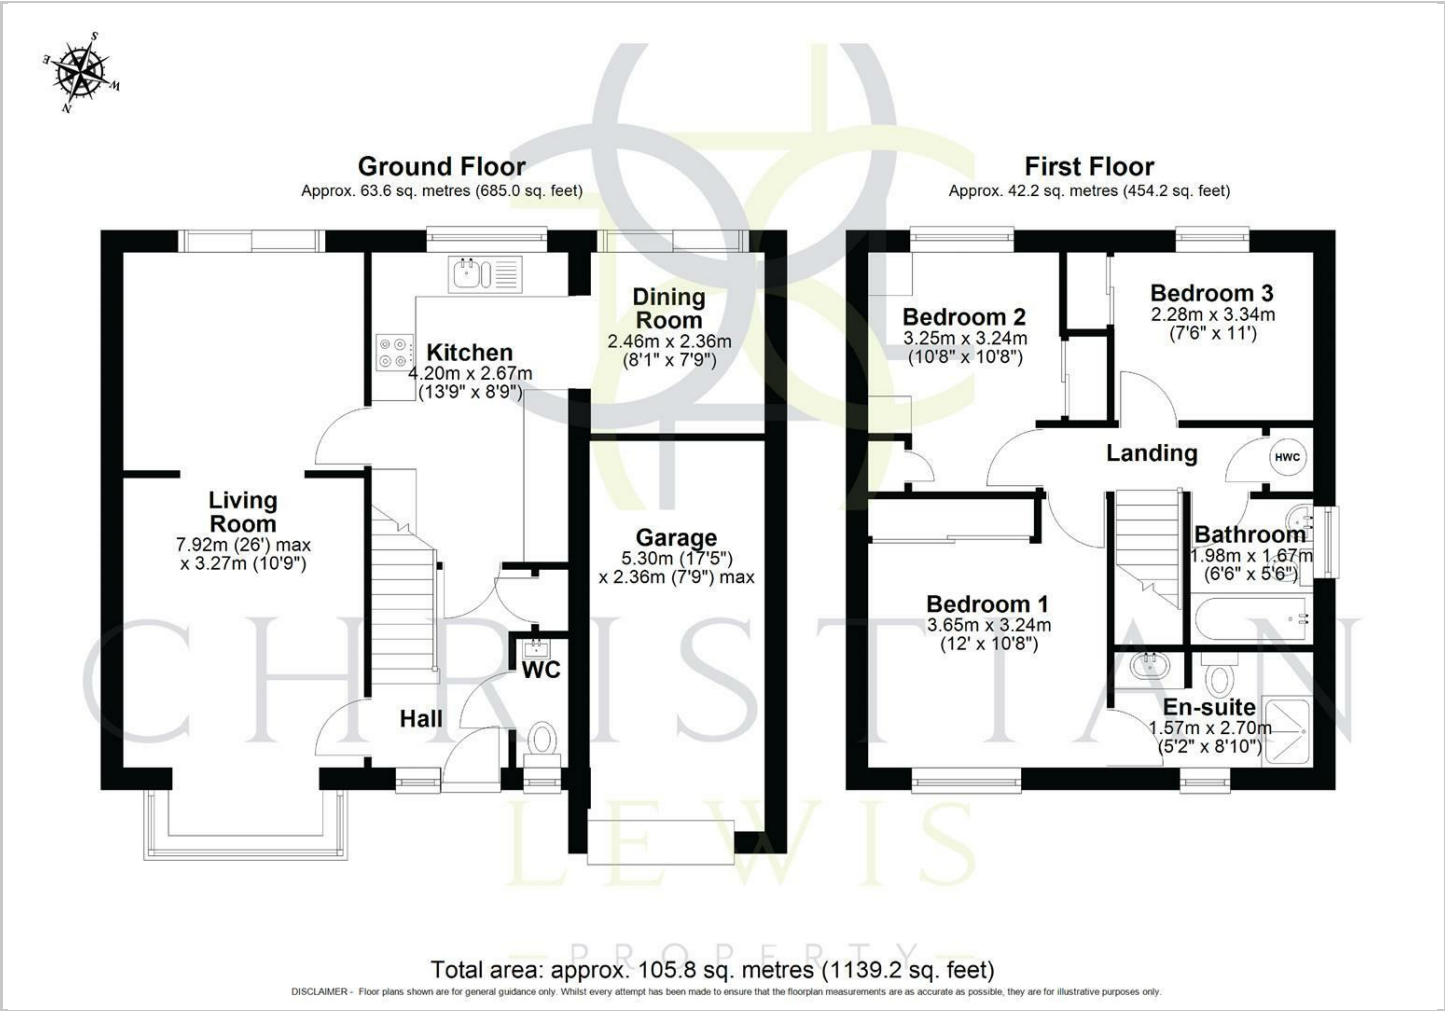 S
E
W
N
Ground Floor
Approx. 63.6 sq. metres (685.0 sq. feet)
First Floor
Approx. 42.2 sq. metres (454.2 sq. feet)
Dining
Room
2.46m x 2.36m
(8'1" x 7'9")
Kitchen
4.20m x 2.67m
(13'9" x 8'9")
Living
Room
7.92m (26') max
x 3.27m (10'9")
Garage
5.30m (17'5")
x 2.36m (7'9") max
WC
Hall
Bedroom 2
3.25m x 3.24m
(10'8" x 10'8")
Bedroom 3
2.28m x 3.34m
(7'6" x 11')
Landing
HWC
Bathroom
1.98m x 1.67m
(6'6" x 5'6")
Bedroom 1
3.65m x 3.24m
(12' x 10'8")
En-suite
1.57m x 2.70m
(5'2" x 8'10")
CHRISTIAN
LEWIS
PROPERTY
Total area: approx. 105.8 sq. metres (1139.2 sq. feet)
DISCLAIMER - Floor plans shown are for general guidance only. Whilst every attempt has been made to ensure that the floorplan measurements are as accurate as possible, they are for illustrative purposes only.